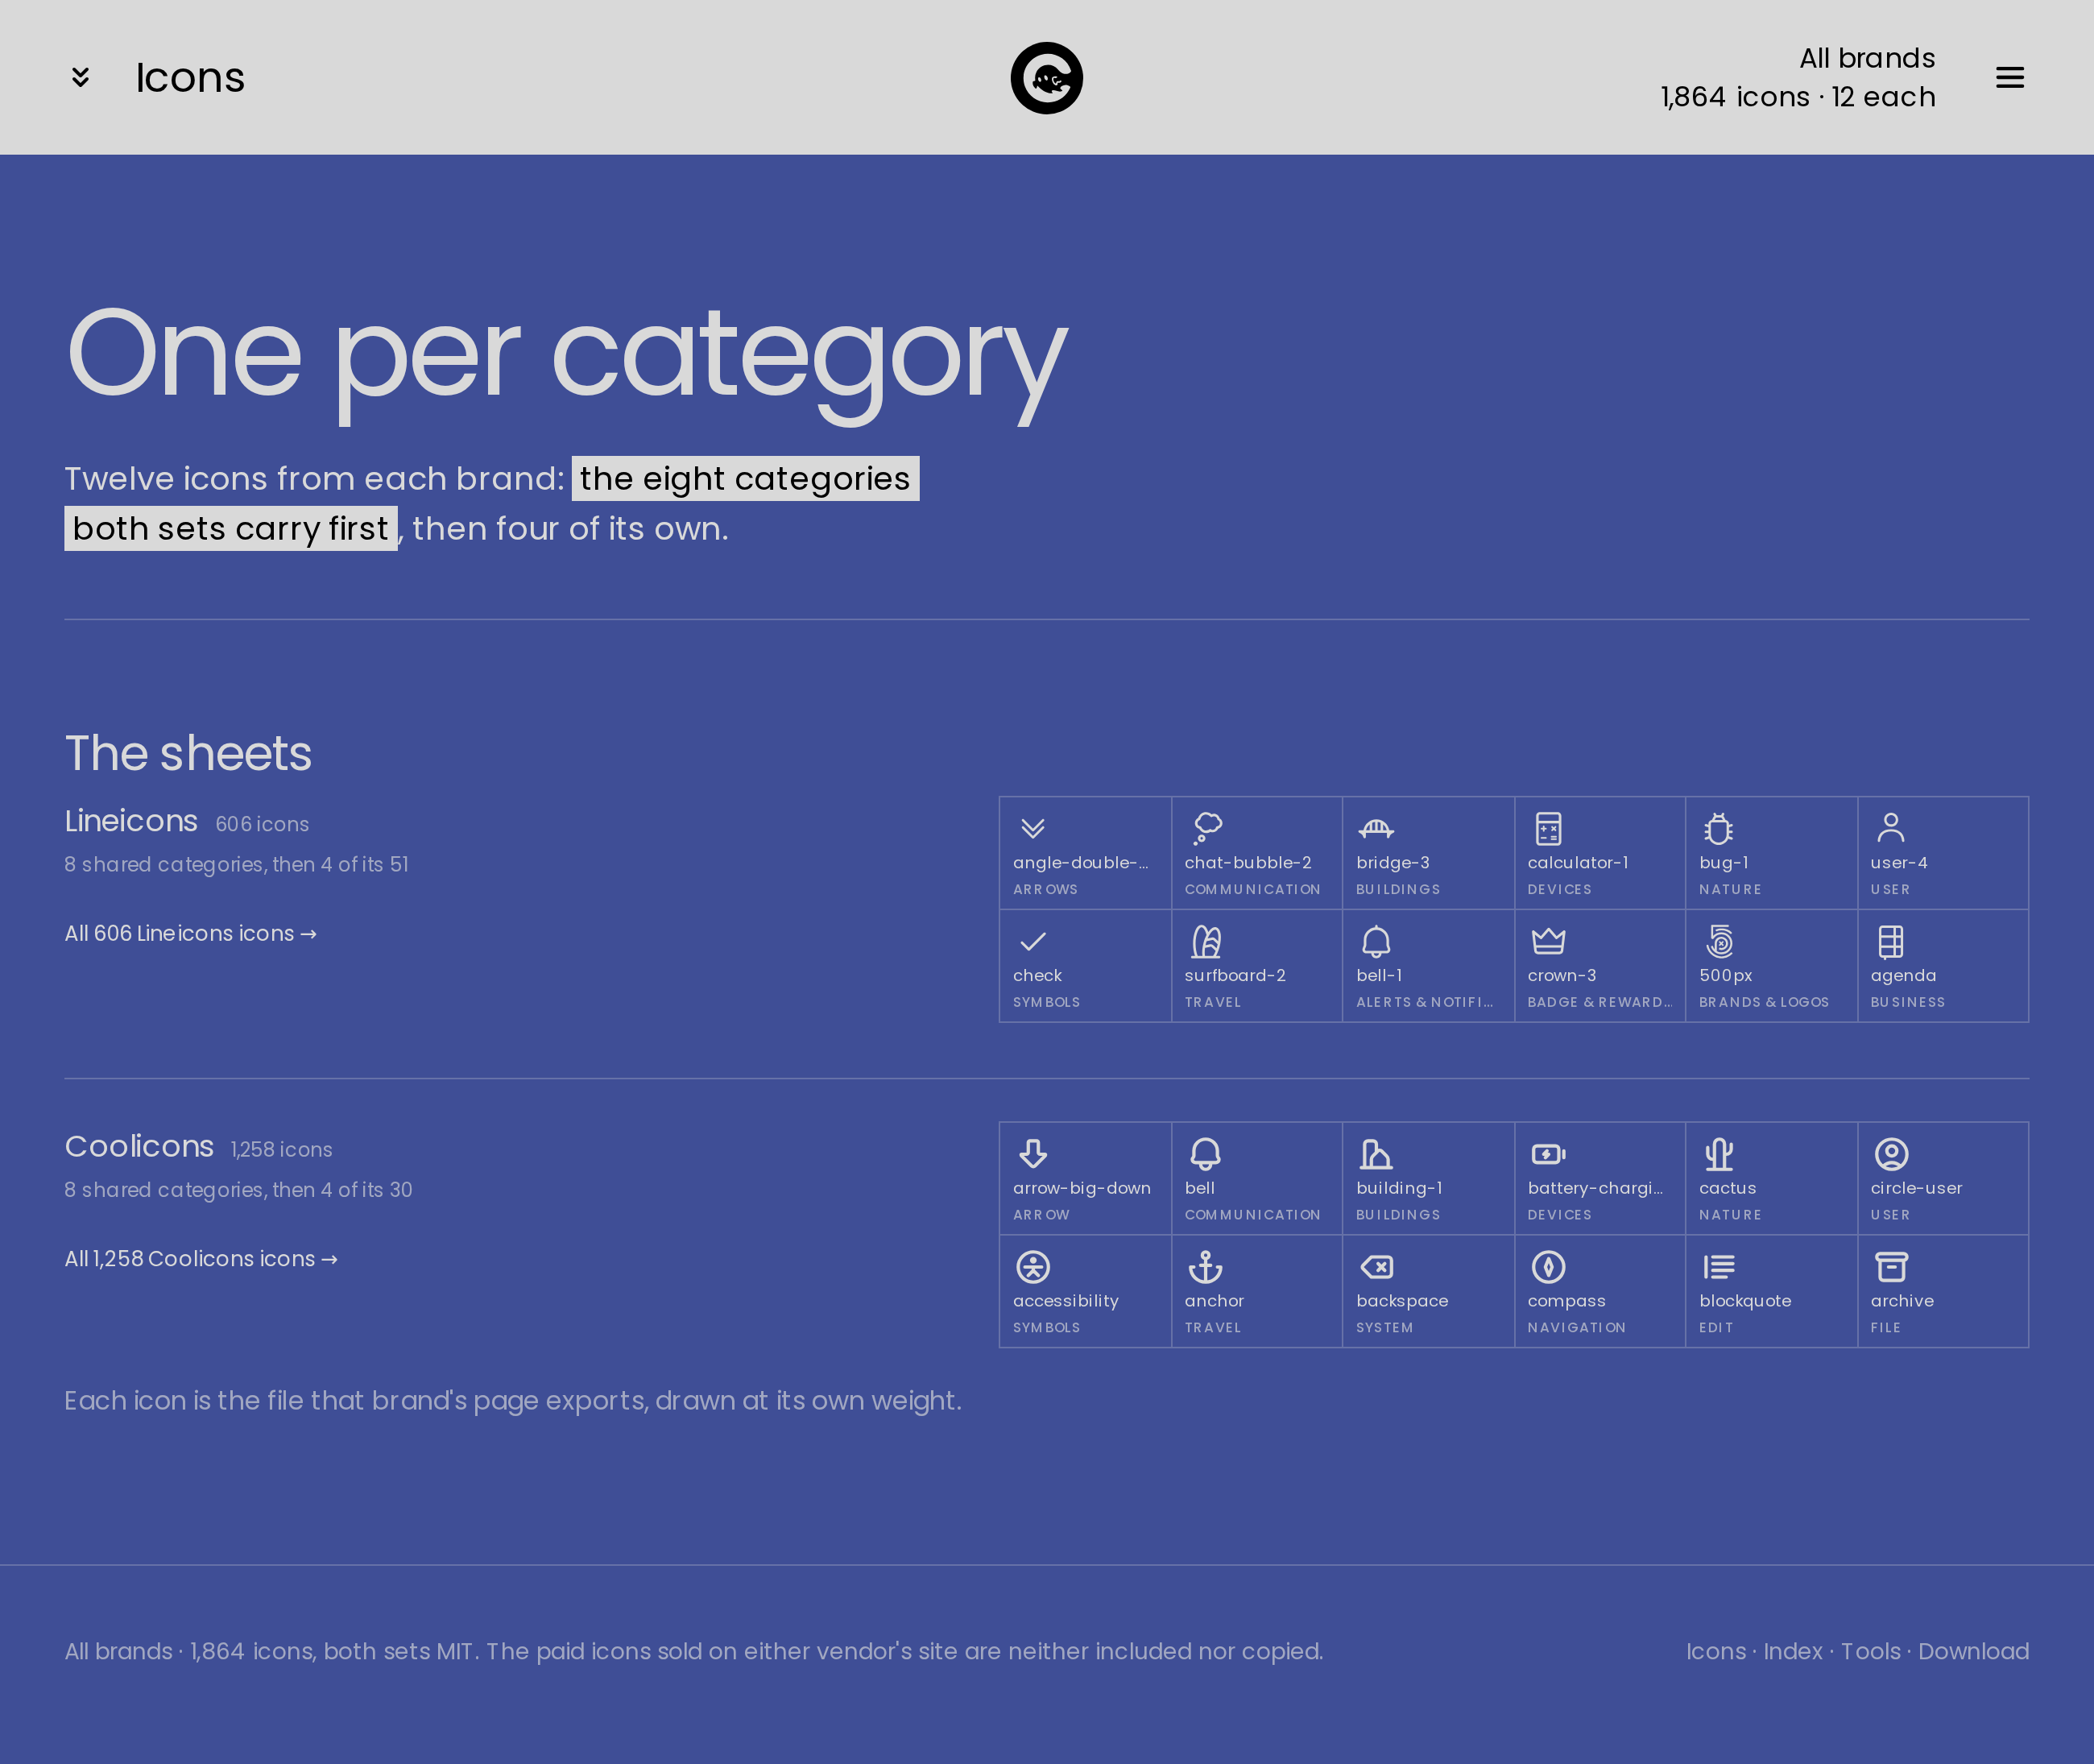 Icons
All brands
1,864 icons · 12 each
One per category
Twelve icons from each brand: the eight categories
both sets carry first, then four of its own.
The sheets
Lineicons 606 icons
8 shared categories, then 4 of its 51
All 606 Lineicons icons →
angle-double-… chat-bubble-2 bridge-3 calculator-1 bug-1 user-4
ARROWS COMMUNICATION BUILDINGS DEVICES NATURE USER
check surfboard-2 bell-1 crown-3 500px agenda
SYMBOLS TRAVEL ALERTS & NOTIFI… BADGE & REWARD… BRANDS & LOGOS BUSINESS
Coolicons 1,258 icons
8 shared categories, then 4 of its 30
All 1,258 Coolicons icons →
arrow-big-down bell building-1 battery-chargi… cactus circle-user
ARROW COMMUNICATION BUILDINGS DEVICES NATURE USER
accessibility anchor backspace compass blockquote archive
SYMBOLS TRAVEL SYSTEM NAVIGATION EDIT FILE
Each icon is the file that brand's page exports, drawn at its own weight.
All brands · 1,864 icons, both sets MIT. The paid icons sold on either vendor's site are neither included nor copied.
Icons · Index · Tools · Download